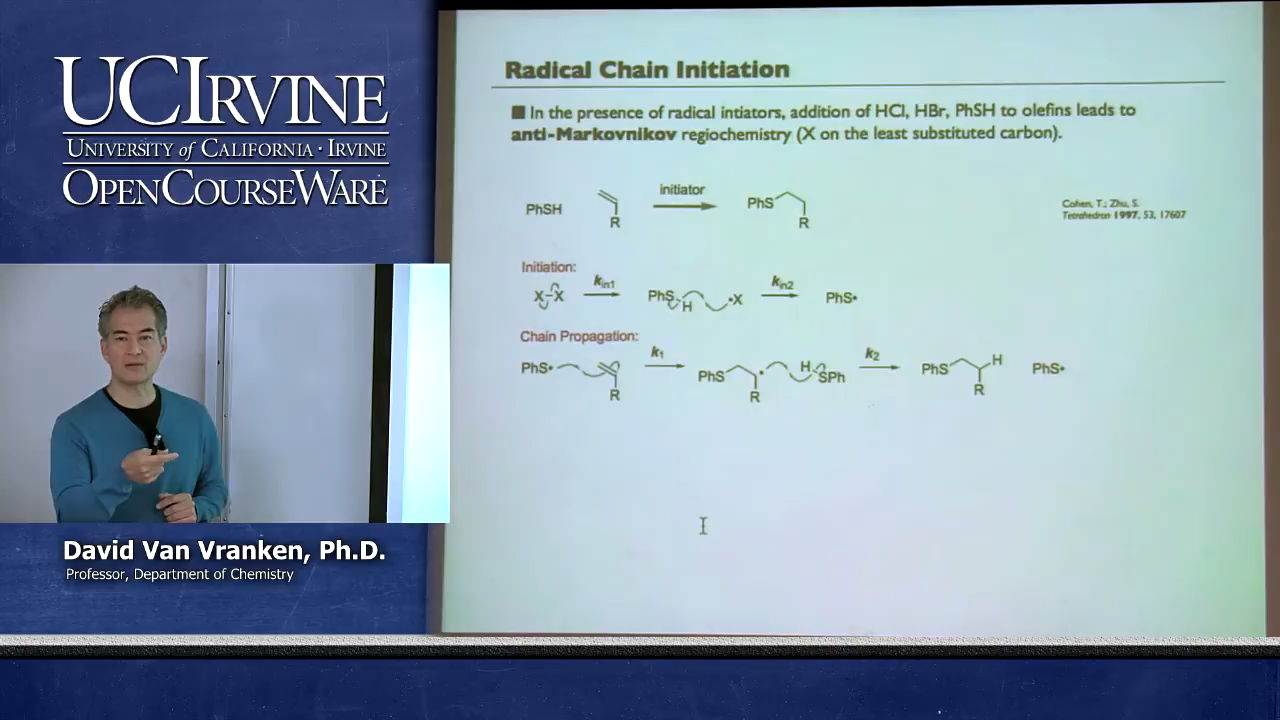 UCIRVINE
UNIVERSITY of CALIFORNIA · IRVINE
OPENCOURSEWARE
David Van Vranken, Ph.D.
Professor, Department of Chemistry
Radical Chain Initiation
In the presence of radical intiators, addition of HCl, HBr, PhSH to olefins leads to
anti-Markovnikov regiochemistry (X on the least substituted carbon).
PhSH R initiator PhS R
Cohen, T.; Zhu, S.
Tetrahedron 1997, 53, 17607
Initiation:
X-X kin1 PhS H •X kin2 PhS•
Chain Propagation:
PhS• R k1 PhS • R H SPh k2 PhS H R PhS•